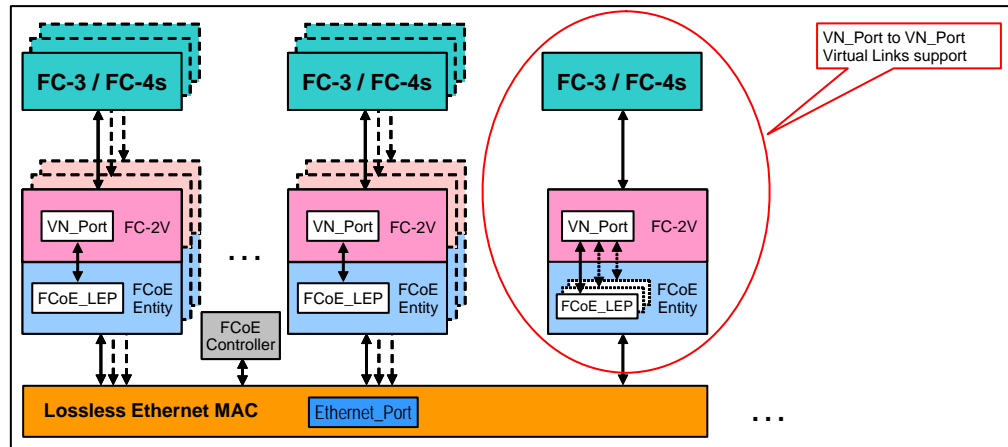 VN_Port to VN_Port
Virtual Links support
FC-3 / FC-4s
FC-3 / FC-4s
FC-3 / FC-4s
VN_Port
FC-2V
VN_Port
FC-2V
VN_Port
FC-2V
...
FCoE_LEP
FCoE
Entity
FCoE_LEP
FCoE
Entity
FCoE_LEP
FCoE
Entity
FCoE
Controller
Lossless Ethernet MAC
Ethernet_Port
...